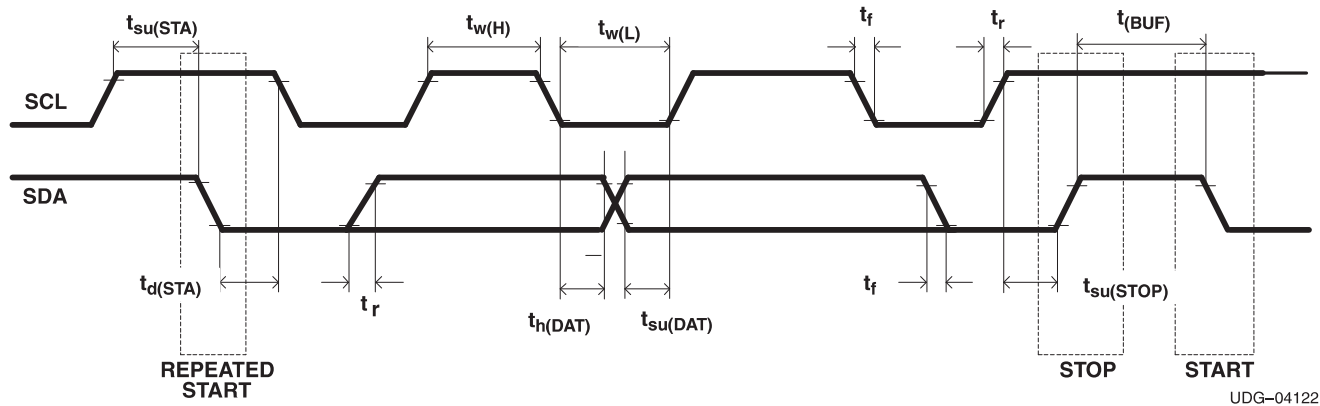 tsu(STA)
tw(H)
tw(L)
tf
tr
t(BUF)
SCL
SDA
td(STA)
tr
th(DAT)
tsu(DAT)
tf
tsu(STOP)
REPEATED
START
STOP
START
UDG–04122